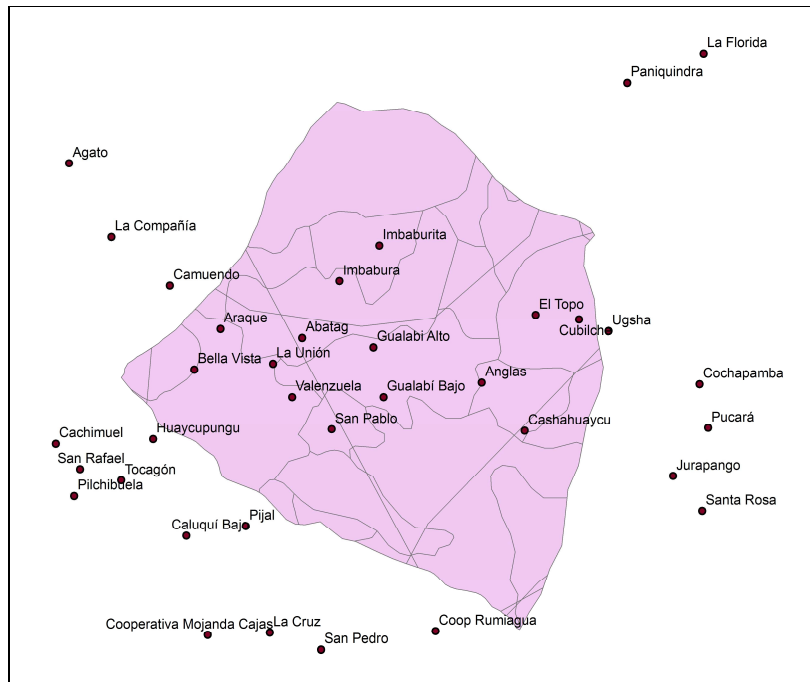 La Florida
Paniquindra
Agato
La Compañía
Imbaburita
Camuendo
Imbabura
El Topo
Araque
Abatag
Ugsha
Cubilche
Gualabi Alto
La Unión
Bella Vista
Anglas
Cochapamba
Valenzuela
Gualabí Bajo
San Pablo
Cashahuaycu
Pucará
Huaycupungu
Cachimuel
San Rafael
Tocagón
Jurapango
Pilchibuela
Santa Rosa
Pijal
Caluquí Bajo
Cooperativa Mojanda Cajas
La Cruz
Coop Rumiagua
San Pedro